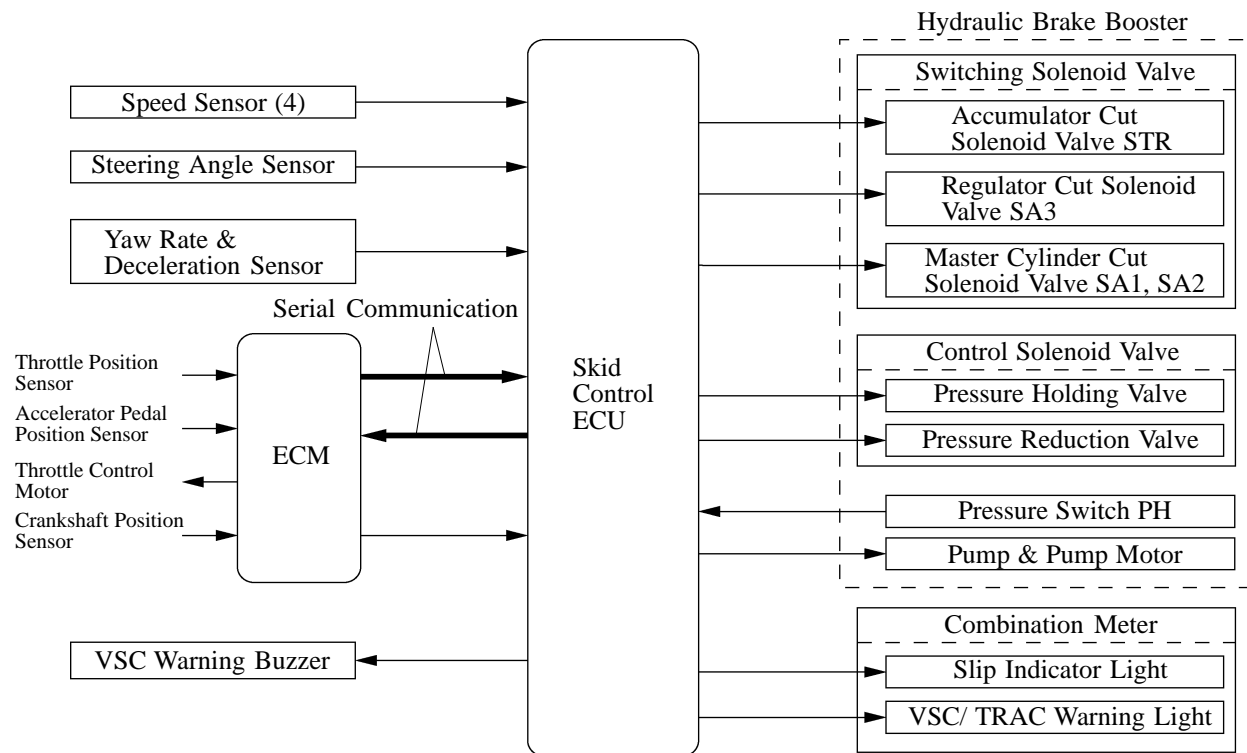 Hydraulic Brake Booster
Speed Sensor (4)
Steering Angle Sensor
Yaw Rate &
Deceleration Sensor
Serial Communication
Throttle Position
Sensor
Accelerator Pedal
Position Sensor
Throttle Control
Motor
Crankshaft Position
Sensor
ECM
VSC Warning Buzzer
Skid
Control
ECU
Switching Solenoid Valve
Accumulator Cut
Solenoid Valve STR
Regulator Cut Solenoid
Valve SA3
Master Cylinder Cut
Solenoid Valve SA1, SA2
Control Solenoid Valve
Pressure Holding Valve
Pressure Reduction Valve
Pressure Switch PH
Pump & Pump Motor
Combination Meter
Slip Indicator Light
VSC/ TRAC Warning Light